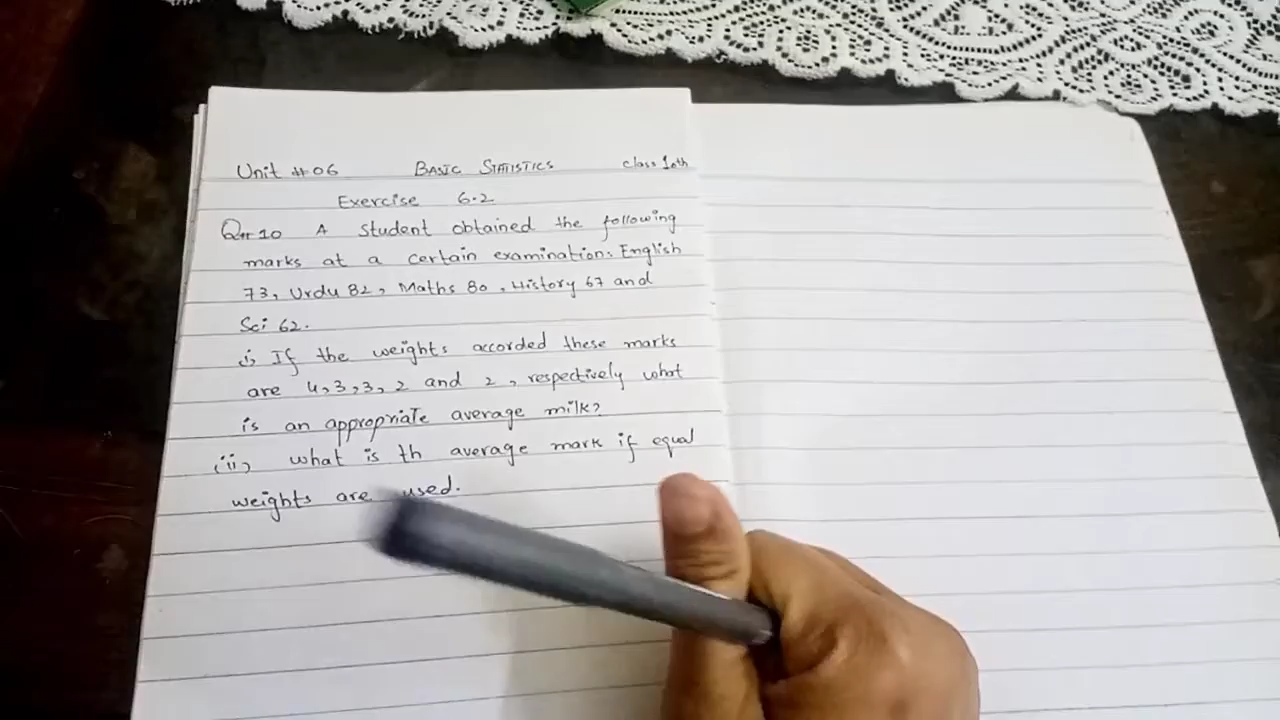 Unit # 06 BASIC STATISTICS class 10th
Exercise 6.2
Q# 10 A student obtained the following
marks at a certain examination: English
73, Urdu 82, Maths 80, History 67 and
Sci 62.
(i) If the weights accorded these marks
are 4,3,3,2 and 2, respectively what
is an appropriate average milk?
(ii) what is th average mark if equal
weights are used.